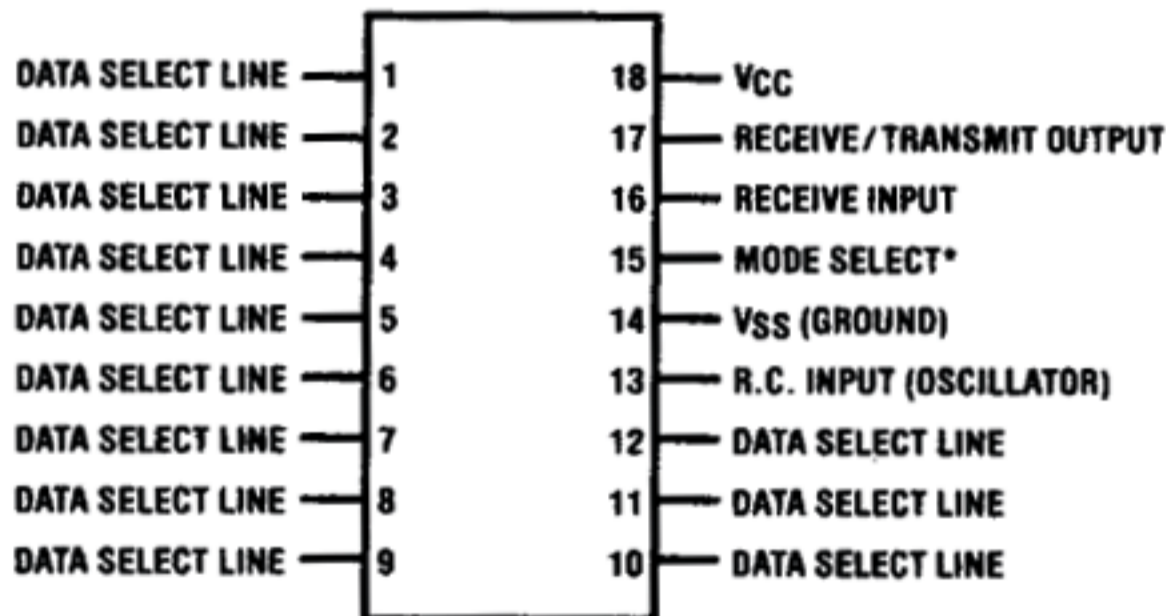 DATA SELECT LINE 1 18 VCC
DATA SELECT LINE 2 17 RECEIVE/TRANSMIT OUTPUT
DATA SELECT LINE 3 16 RECEIVE INPUT
DATA SELECT LINE 4 15 MODE SELECT*
DATA SELECT LINE 5 14 VSS (GROUND)
DATA SELECT LINE 6 13 R.C. INPUT (OSCILLATOR)
DATA SELECT LINE 7 12 DATA SELECT LINE
DATA SELECT LINE 8 11 DATA SELECT LINE
DATA SELECT LINE 9 10 DATA SELECT LINE